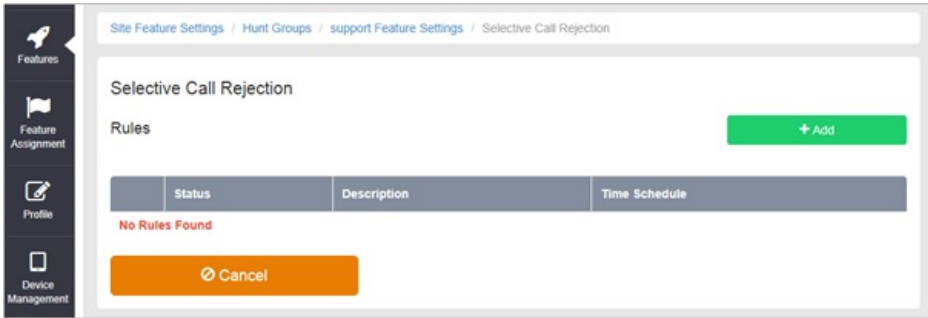 Site Feature Settings / Hunt Groups / support Feature Settings / Selective Call Rejection
Features
Feature
Assignment
Profile
Device
Management
Selective Call Rejection
Rules
+ Add
Status Description Time Schedule
No Rules Found
Cancel